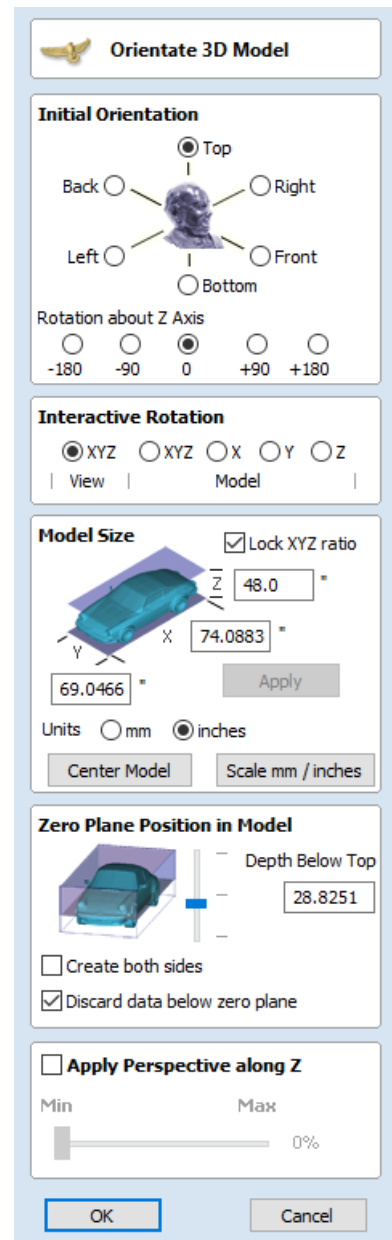 Orientate 3D Model
Initial Orientation
Top
Back Right
Left Front
Bottom
Rotation about Z Axis
-180 -90 0 +90 +180
Interactive Rotation
XYZ XYZ X Y Z
| View | Model |
Model Size Lock XYZ ratio
Z 48.0 "
Y X 74.0883 "
69.0466 " Apply
Units mm inches
Center Model Scale mm / inches
Zero Plane Position in Model
Depth Below Top
28.8251
Create both sides
Discard data below zero plane
Apply Perspective along Z
Min Max
0%
OK Cancel